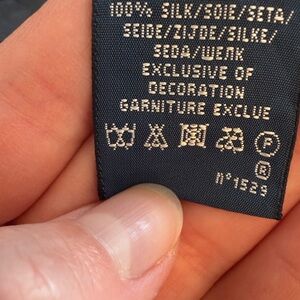 100% SILK/SOIE/SETA/
SEIDE/ZIJDE/SILKE/
SEDA/ШЕЛК
EXCLUSIVE OF
DECORATION
GARNITURE EXCLUE
P
R
n°1529